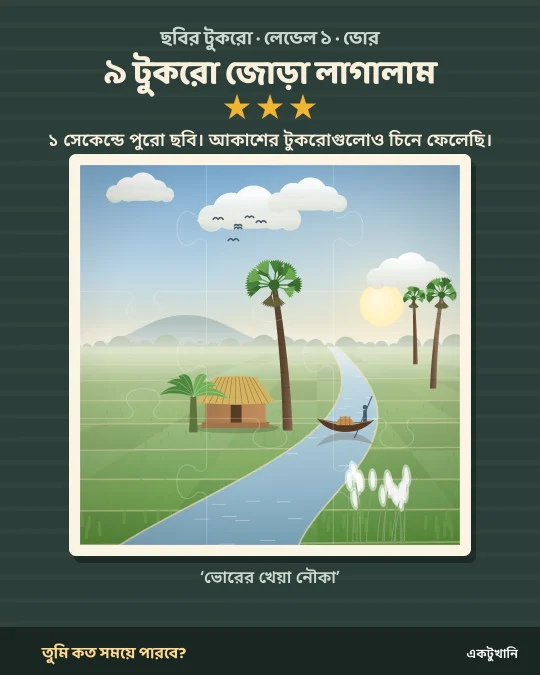 ছবির টুকরো · লেভেল ১ · ভোর
৯ টুকরো জোড়া লাগালাম
১ সেকেন্ডে পুরো ছবি। আকাশের টুকরোগুলোও চিনে ফেলেছি।
‘ভোরের খেয়া নৌকা’
তুমি কত সময়ে পারবে?
একটুখানি